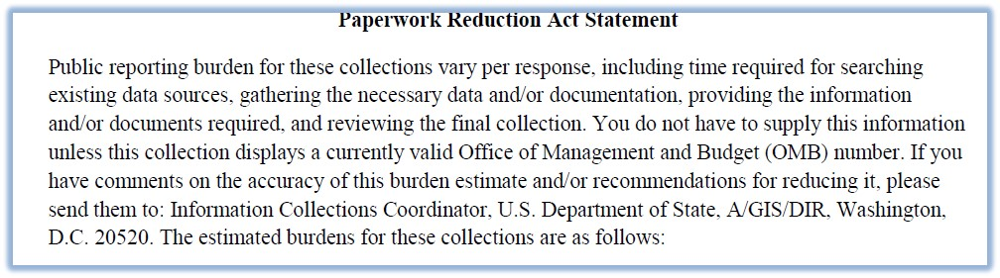 Paperwork Reduction Act Statement
Public reporting burden for these collections vary per response, including time required for searching
existing data sources, gathering the necessary data and/or documentation, providing the information
and/or documents required, and reviewing the final collection. You do not have to supply this information
unless this collection displays a currently valid Office of Management and Budget (OMB) number. If you
have comments on the accuracy of this burden estimate and/or recommendations for reducing it, please
send them to: Information Collections Coordinator, U.S. Department of State, A/GIS/DIR, Washington,
D.C. 20520. The estimated burdens for these collections are as follows: